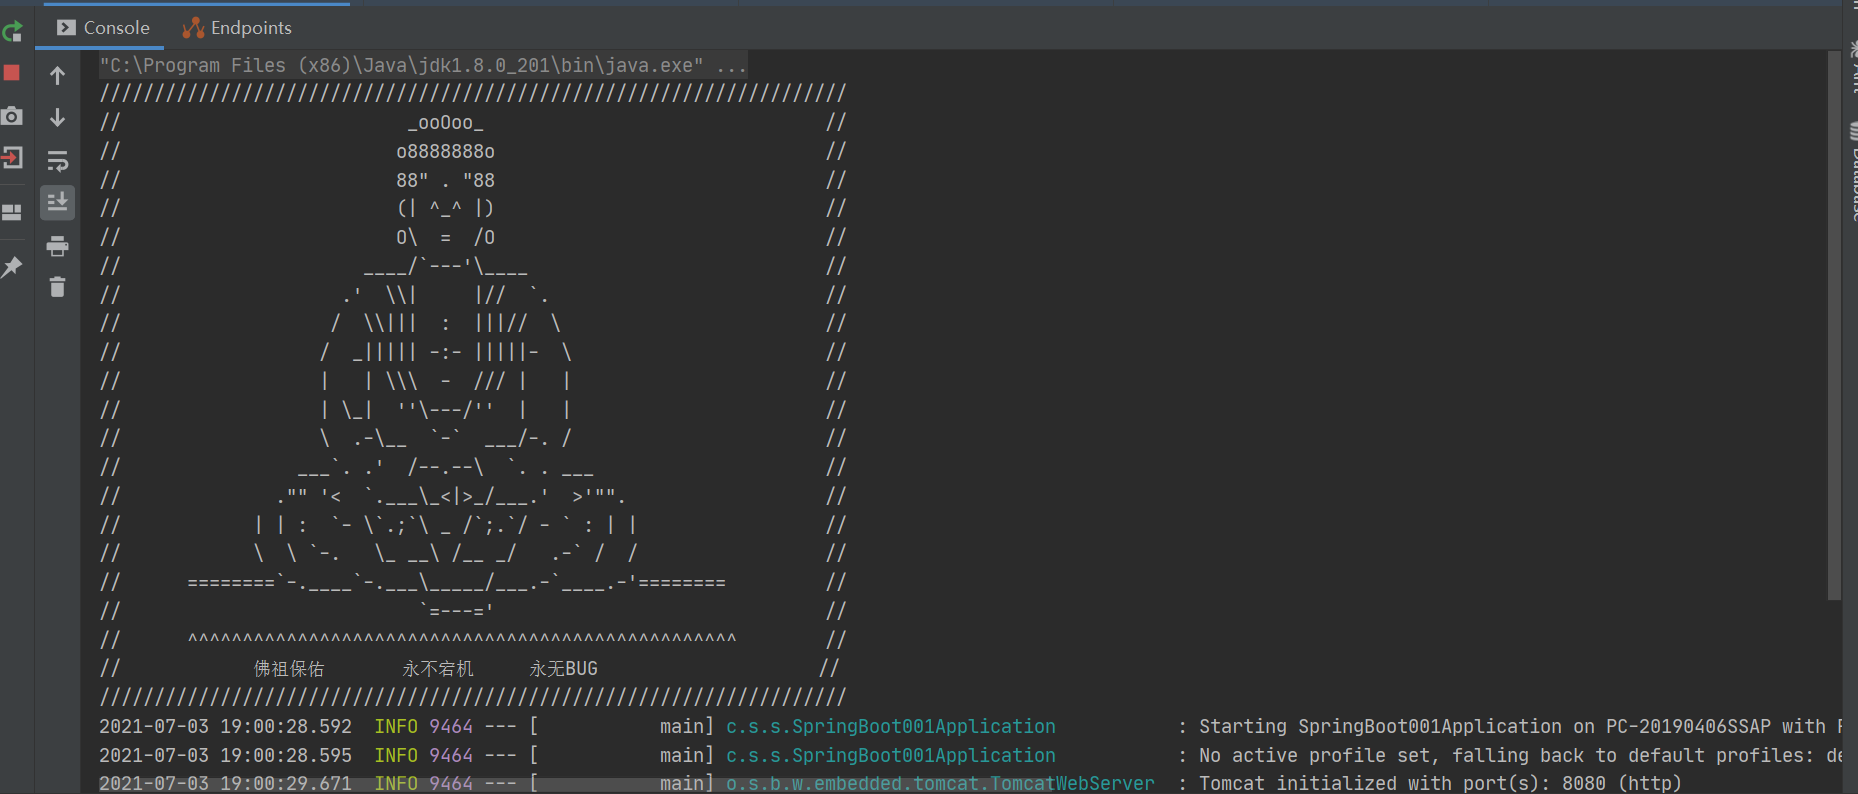 Console Endpoints
"C:\Program Files (x86)\Java\jdk1.8.0_201\bin\java.exe" ...
////////////////////////////////////////////////////////////////////
//                          _ooOoo_                               //
//                         o8888888o                              //
//                         88" . "88                              //
//                         (| ^_^ |)                              //
//                         O\  =  /O                              //
//                      ____/`---'\____                           //
//                    .'  \\|     |//  `.                         //
//                   /  \\|||  :  |||//  \                        //
//                  /  _||||| -:- |||||-  \                       //
//                  |   | \\\  -  /// |   |                       //
//                  | \_|  ''\---/''  |   |                       //
//                  \  .-\__  `-`  ___/-. /                       //
//                ___`. .'  /--.--\  `. . ___                     //
//              ."" '<  `.___\_<|>_/___.'  >'"".                  //
//            | | :  `- \`.;`\ _ /`;.`/ - ` : | |                 //
//            \  \ `-.   \_ __\ /__ _/   .-` /  /                 //
//      ========`-.____`-.___\_____/___.-`____.-'========         //
//                           `=---='                              //
//      ^^^^^^^^^^^^^^^^^^^^^^^^^^^^^^^^^^^^^^^^^^^^^^^^^^        //
//            佛祖保佑       永不宕机     永无BUG                    //
////////////////////////////////////////////////////////////////////
2021-07-03 19:00:28.592  INFO 9464 --- [           main] c.s.s.SpringBoot001Application           : Starting SpringBoot001Application on PC-20190406SSAP with
2021-07-03 19:00:28.595  INFO 9464 --- [           main] c.s.s.SpringBoot001Application           : No active profile set, falling back to default profiles: de
2021-07-03 19:00:29.671  INFO 9464 --- [           main] o.s.b.w.embedded.tomcat.TomcatWebServer  : Tomcat initialized with port(s): 8080 (http)
Ant
Database